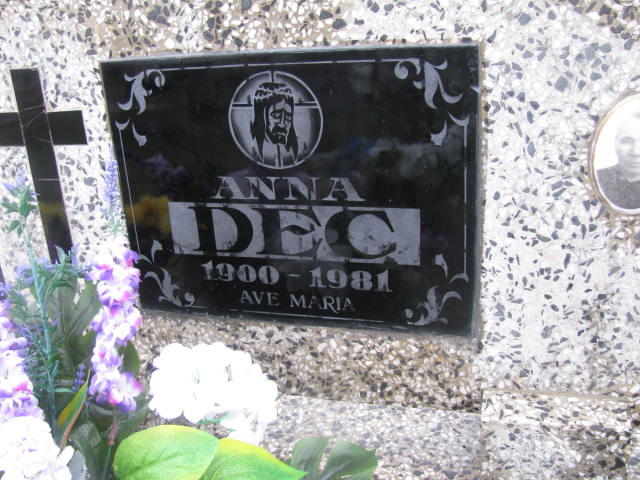 ANNA
DEC
1900 - 1981
AVE MARIA